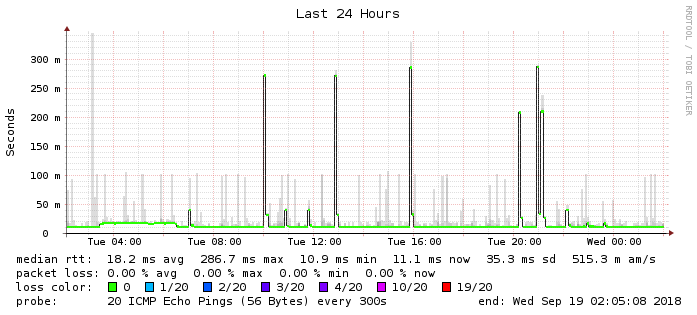 Last 24 Hours
RRDTOOL / TOBI OETIKER
Seconds
300 m
250 m
200 m
150 m
100 m
50 m
0
Tue 04:00 Tue 08:00 Tue 12:00 Tue 16:00 Tue 20:00 Wed 00:00
median rtt: 18.2 ms avg 286.7 ms max 10.9 ms min 11.1 ms now 35.3 ms sd 515.3 m am/s
packet loss: 0.00 % avg 0.00 % max 0.00 % min 0.00 % now
loss color: 0 1/20 2/20 3/20 4/20 10/20 19/20
probe: 20 ICMP Echo Pings (56 Bytes) every 300s end: Wed Sep 19 02:05:08 2018